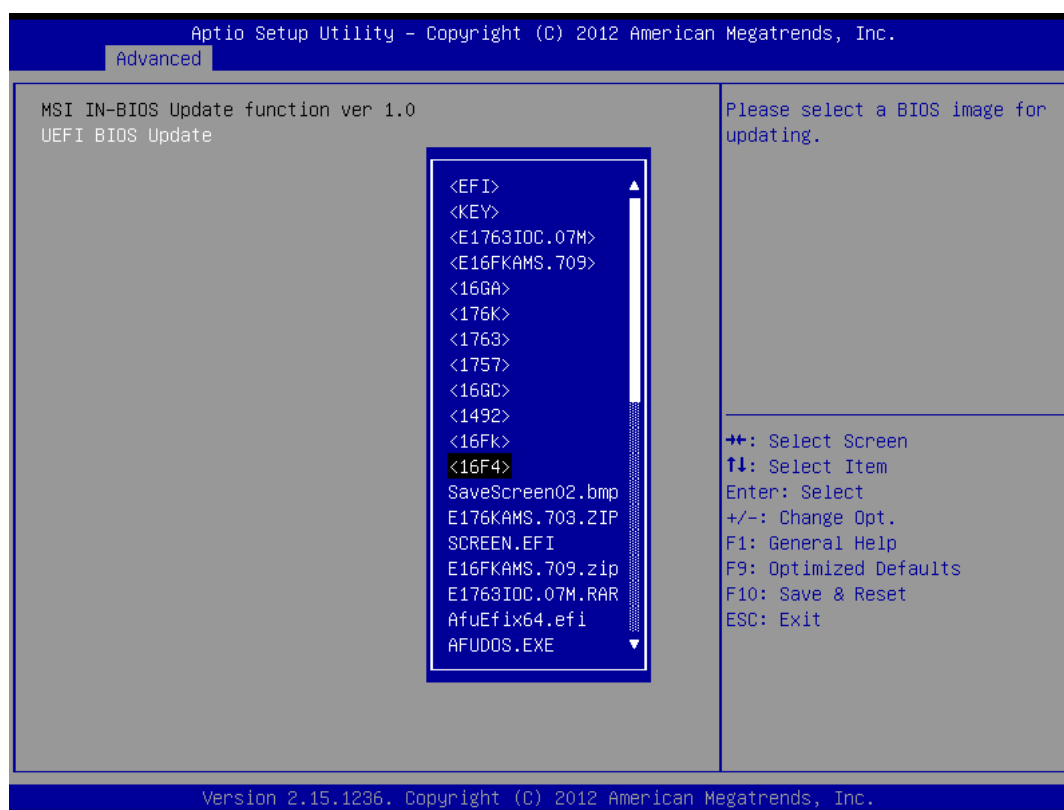 Aptio Setup Utility – Copyright (C) 2012 American Megatrends, Inc.
Advanced
MSI IN-BIOS Update function ver 1.0
UEFI BIOS Update
<EFI>
<KEY>
<E1763IOC.07M>
<E16FKAMS.709>
<16GA>
<176K>
<1763>
<1757>
<16GC>
<1492>
<16Fk>
<16F4>
SaveScreen02.bmp
E176KAMS.703.ZIP
SCREEN.EFI
E16FKAMS.709.zip
E1763IOC.07M.RAR
AfuEfix64.efi
AFUDOS.EXE
Please select a BIOS image for
updating.
→←: Select Screen
↑↓: Select Item
Enter: Select
+/-: Change Opt.
F1: General Help
F9: Optimized Defaults
F10: Save & Reset
ESC: Exit
Version 2.15.1236. Copyright (C) 2012 American Megatrends, Inc.